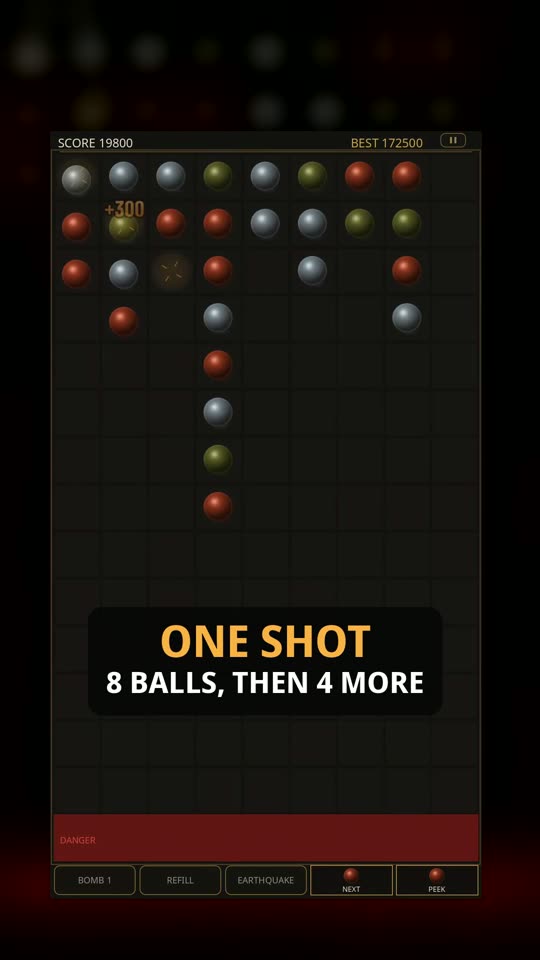 SCORE 19800
BEST 172500
+300
ONE SHOT
8 BALLS, THEN 4 MORE
DANGER
BOMB 1
REFILL
EARTHQUAKE
NEXT
PEEK